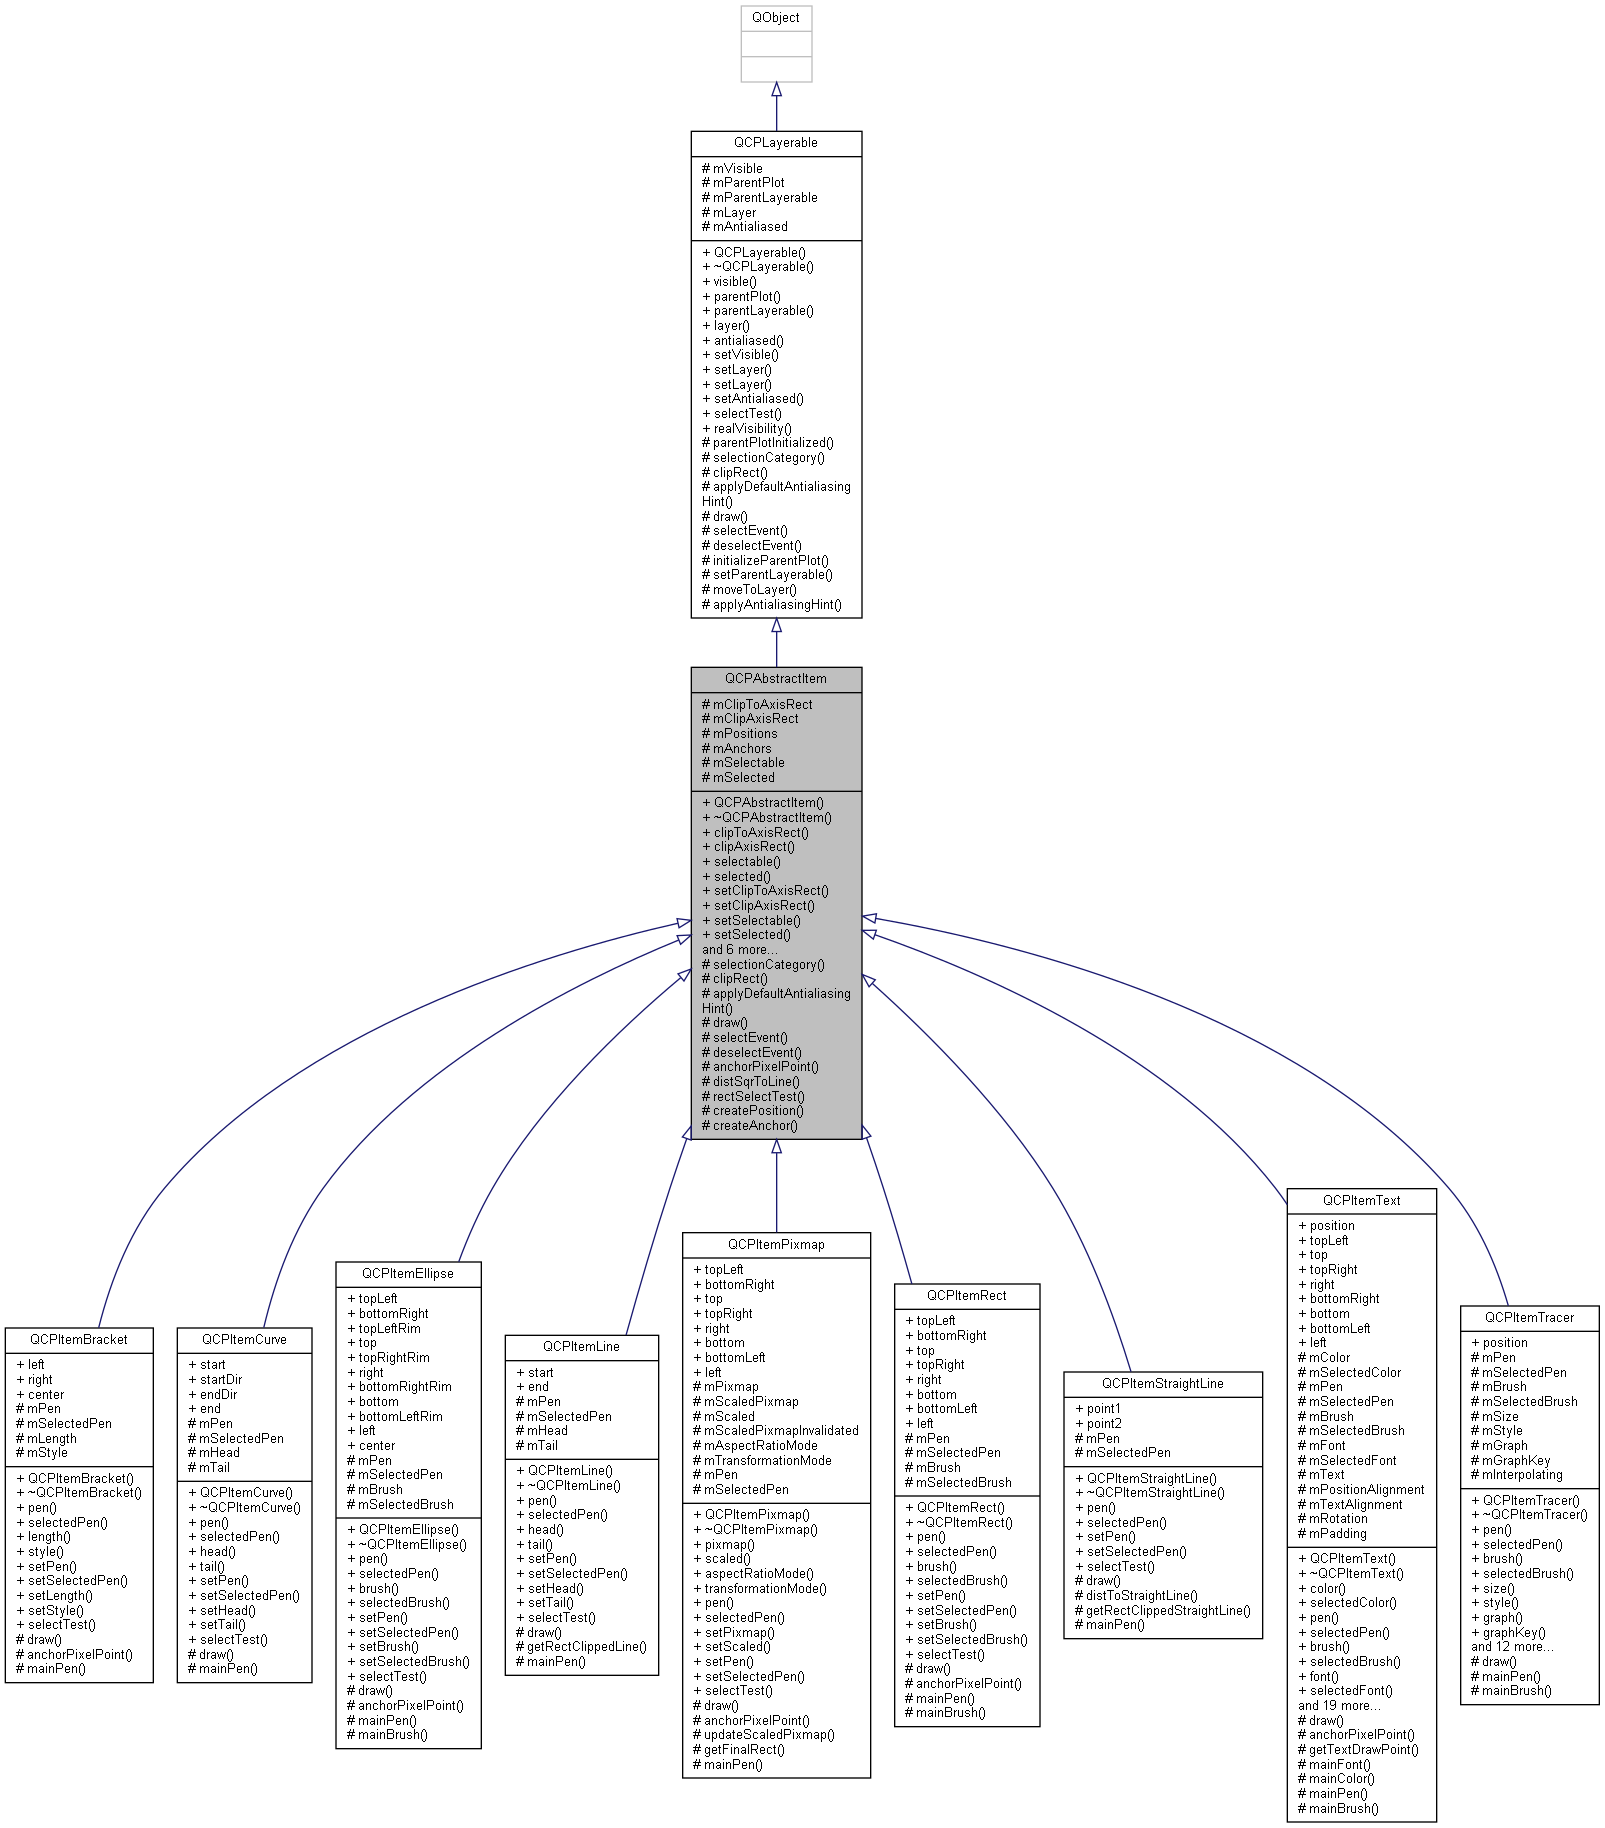 QObject
QCPLayerable
# mVisible
# mParentPlot
# mParentLayerable
# mLayer
# mAntialiased
+ QCPLayerable()
+ ~QCPLayerable()
+ visible()
+ parentPlot()
+ parentLayerable()
+ layer()
+ antialiased()
+ setVisible()
+ setLayer()
+ setLayer()
+ setAntialiased()
+ selectTest()
+ realVisibility()
# parentPlotInitialized()
# selectionCategory()
# clipRect()
# applyDefaultAntialiasing
Hint()
# draw()
# selectEvent()
# deselectEvent()
# initializeParentPlot()
# setParentLayerable()
# moveToLayer()
# applyAntialiasingHint()
QCPAbstractItem
# mClipToAxisRect
# mClipAxisRect
# mPositions
# mAnchors
# mSelectable
# mSelected
+ QCPAbstractItem()
+ ~QCPAbstractItem()
+ clipToAxisRect()
+ clipAxisRect()
+ selectable()
+ selected()
+ setClipToAxisRect()
+ setClipAxisRect()
+ setSelectable()
+ setSelected()
and 6 more...
# selectionCategory()
# clipRect()
# applyDefaultAntialiasing
Hint()
# draw()
# selectEvent()
# deselectEvent()
# anchorPixelPoint()
# distSqrToLine()
# rectSelectTest()
# createPosition()
# createAnchor()
QCPItemBracket
+ left
+ right
+ center
# mPen
# mSelectedPen
# mLength
# mStyle
+ QCPItemBracket()
+ ~QCPItemBracket()
+ pen()
+ selectedPen()
+ length()
+ style()
+ setPen()
+ setSelectedPen()
+ setLength()
+ setStyle()
+ selectTest()
# draw()
# anchorPixelPoint()
# mainPen()
QCPItemCurve
+ start
+ startDir
+ endDir
+ end
# mPen
# mSelectedPen
# mHead
# mTail
+ QCPItemCurve()
+ ~QCPItemCurve()
+ pen()
+ selectedPen()
+ head()
+ tail()
+ setPen()
+ setSelectedPen()
+ setHead()
+ setTail()
+ selectTest()
# draw()
# mainPen()
QCPItemEllipse
+ topLeft
+ bottomRight
+ topLeftRim
+ top
+ topRightRim
+ right
+ bottomRightRim
+ bottom
+ bottomLeftRim
+ left
+ center
# mPen
# mSelectedPen
# mBrush
# mSelectedBrush
+ QCPItemEllipse()
+ ~QCPItemEllipse()
+ pen()
+ selectedPen()
+ brush()
+ selectedBrush()
+ setPen()
+ setSelectedPen()
+ setBrush()
+ setSelectedBrush()
+ selectTest()
# draw()
# anchorPixelPoint()
# mainPen()
# mainBrush()
QCPItemLine
+ start
+ end
# mPen
# mSelectedPen
# mHead
# mTail
+ QCPItemLine()
+ ~QCPItemLine()
+ pen()
+ selectedPen()
+ head()
+ tail()
+ setPen()
+ setSelectedPen()
+ setHead()
+ setTail()
+ selectTest()
# draw()
# getRectClippedLine()
# mainPen()
QCPItemPixmap
+ topLeft
+ bottomRight
+ top
+ topRight
+ right
+ bottom
+ bottomLeft
+ left
# mPixmap
# mScaledPixmap
# mScaled
# mScaledPixmapInvalidated
# mAspectRatioMode
# mTransformationMode
# mPen
# mSelectedPen
+ QCPItemPixmap()
+ ~QCPItemPixmap()
+ pixmap()
+ scaled()
+ aspectRatioMode()
+ transformationMode()
+ pen()
+ selectedPen()
+ setPixmap()
+ setScaled()
+ setPen()
+ setSelectedPen()
+ selectTest()
# draw()
# anchorPixelPoint()
# updateScaledPixmap()
# getFinalRect()
# mainPen()
QCPItemRect
+ topLeft
+ bottomRight
+ top
+ topRight
+ right
+ bottom
+ bottomLeft
+ left
# mPen
# mSelectedPen
# mBrush
# mSelectedBrush
+ QCPItemRect()
+ ~QCPItemRect()
+ pen()
+ selectedPen()
+ brush()
+ selectedBrush()
+ setPen()
+ setSelectedPen()
+ setBrush()
+ setSelectedBrush()
+ selectTest()
# draw()
# anchorPixelPoint()
# mainPen()
# mainBrush()
QCPItemStraightLine
+ point1
+ point2
# mPen
# mSelectedPen
+ QCPItemStraightLine()
+ ~QCPItemStraightLine()
+ pen()
+ selectedPen()
+ setPen()
+ setSelectedPen()
+ selectTest()
# draw()
# distToStraightLine()
# getRectClippedStraightLine()
# mainPen()
QCPItemText
+ position
+ topLeft
+ top
+ topRight
+ right
+ bottomRight
+ bottom
+ bottomLeft
+ left
# mColor
# mSelectedColor
# mPen
# mSelectedPen
# mBrush
# mSelectedBrush
# mFont
# mSelectedFont
# mText
# mPositionAlignment
# mTextAlignment
# mRotation
# mPadding
+ QCPItemText()
+ ~QCPItemText()
+ color()
+ selectedColor()
+ pen()
+ selectedPen()
+ brush()
+ selectedBrush()
+ font()
+ selectedFont()
and 19 more...
# draw()
# anchorPixelPoint()
# getTextDrawPoint()
# mainFont()
# mainColor()
# mainPen()
# mainBrush()
QCPItemTracer
+ position
# mPen
# mSelectedPen
# mBrush
# mSelectedBrush
# mSize
# mStyle
# mGraph
# mGraphKey
# mInterpolating
+ QCPItemTracer()
+ ~QCPItemTracer()
+ pen()
+ selectedPen()
+ brush()
+ selectedBrush()
+ size()
+ style()
+ graph()
+ graphKey()
and 12 more...
# draw()
# mainPen()
# mainBrush()